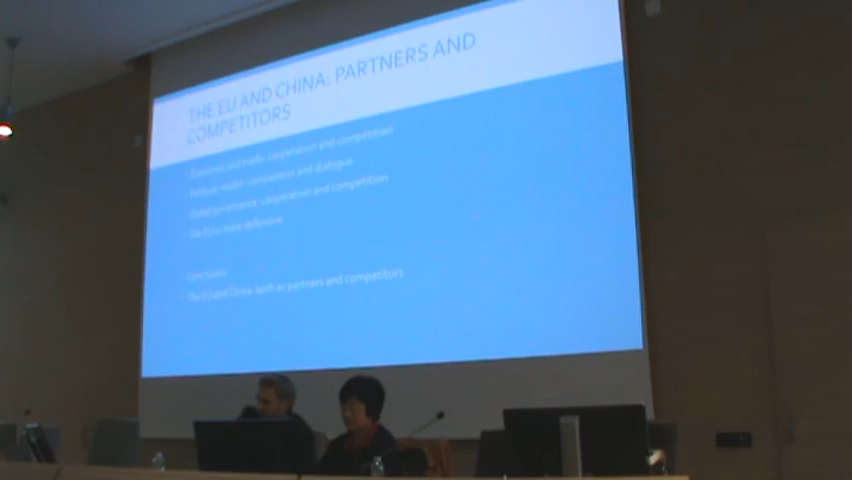 THE EU AND CHINA: PARTNERS AND
COMPETITORS
Economic and trade: cooperation and competition
Political model: competition and dialogue
Global governance: cooperation and competition
The EU is more defensive
Conclusion
The EU and China: both as partners and competitors